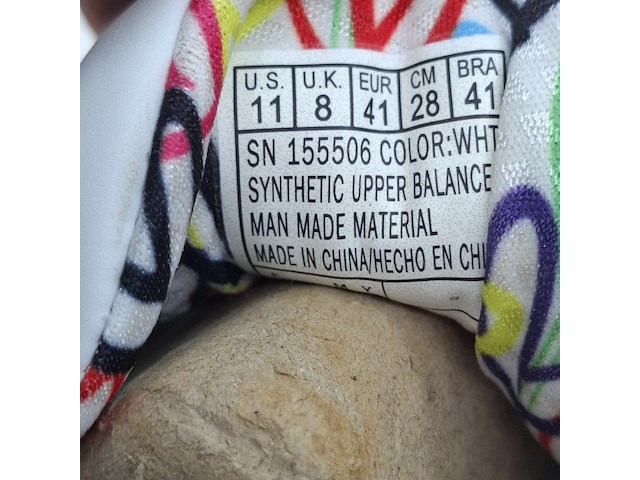 U.S. U.K. EUR CM BRA
11 8 41 28 41
SN 155506 COLOR:WHT
SYNTHETIC UPPER BALANCE
MAN MADE MATERIAL
MADE IN CHINA/HECHO EN